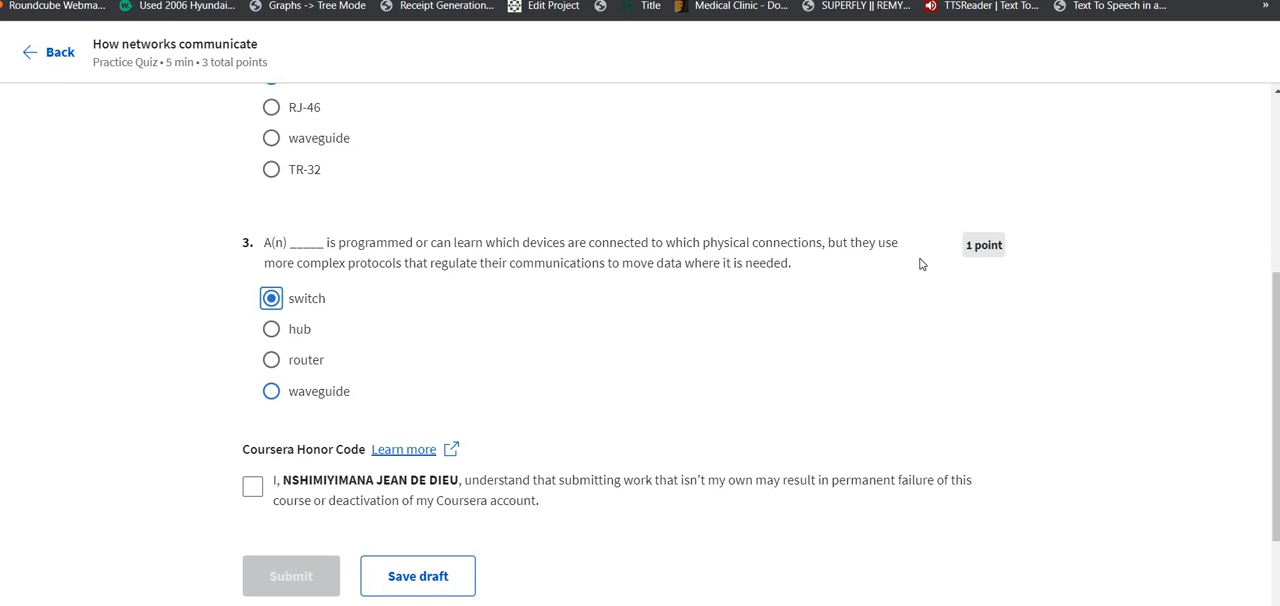 Roundcube Webma... Used 2006 Hyundai... Graphs -> Tree Mode Receipt Generation... Edit Project Title Medical Clinic - Do... SUPERFLY || REMY... TTSReader | Text To... Text To Speech in a... »
Back
How networks communicate
Practice Quiz • 5 min • 3 total points
RJ-46
waveguide
TR-32
3. A(n) _____ is programmed or can learn which devices are connected to which physical connections, but they use
more complex protocols that regulate their communications to move data where it is needed.
1 point
switch
hub
router
waveguide
Coursera Honor Code Learn more
I, NSHIMIYIMANA JEAN DE DIEU, understand that submitting work that isn't my own may result in permanent failure of this
course or deactivation of my Coursera account.
Submit Save draft